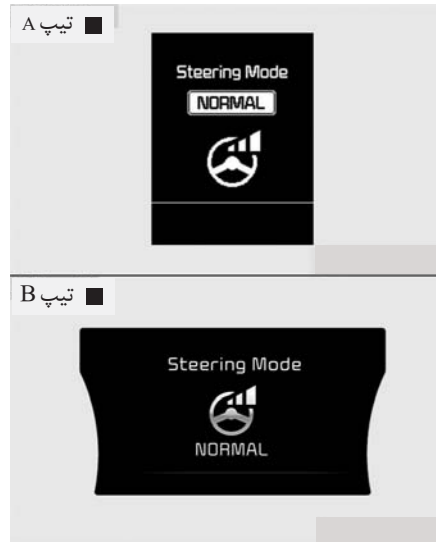 تیپ A
Steering Mode
NORMAL
تیپ B
Steering Mode
NORMAL